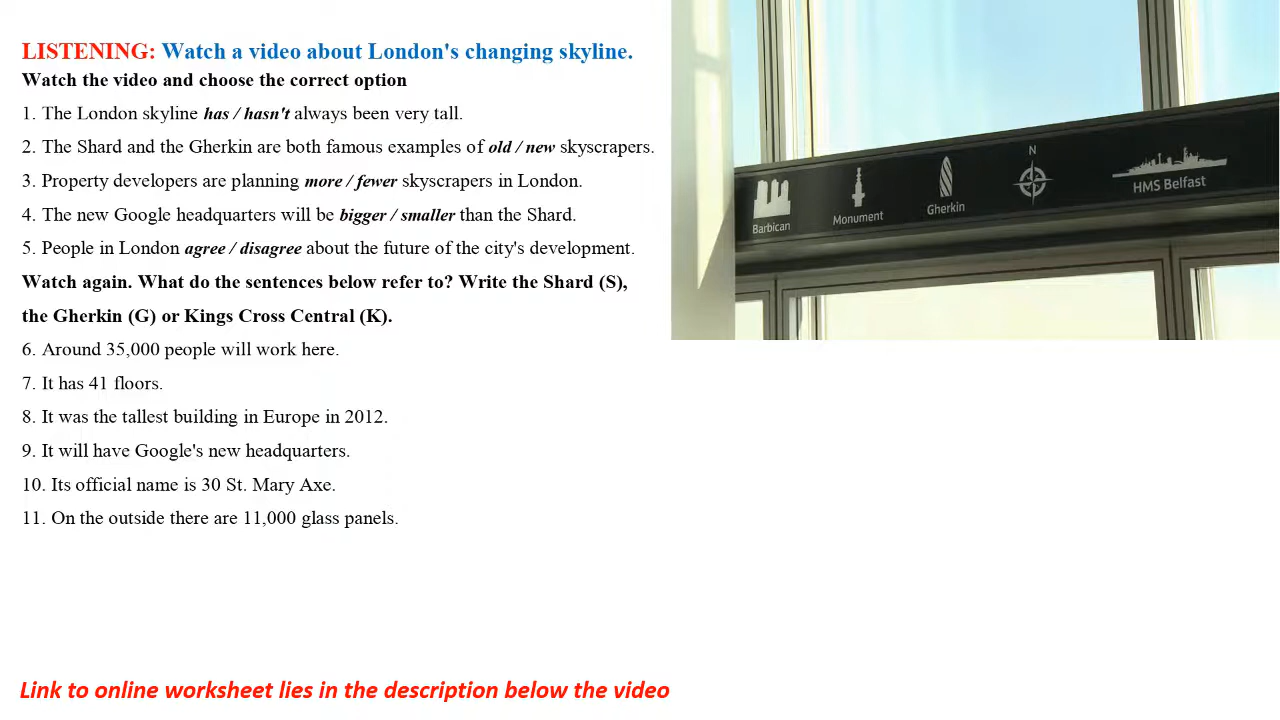 LISTENING: Watch a video about London's changing skyline.
Watch the video and choose the correct option
1. The London skyline has / hasn't always been very tall.
2. The Shard and the Gherkin are both famous examples of old / new skyscrapers.
3. Property developers are planning more / fewer skyscrapers in London.
4. The new Google headquarters will be bigger / smaller than the Shard.
5. People in London agree / disagree about the future of the city's development.
Watch again. What do the sentences below refer to? Write the Shard (S),
the Gherkin (G) or Kings Cross Central (K).
6. Around 35,000 people will work here.
7. It has 41 floors.
8. It was the tallest building in Europe in 2012.
9. It will have Google's new headquarters.
10. Its official name is 30 St. Mary Axe.
11. On the outside there are 11,000 glass panels.
Barbican
Monument
Gherkin
N
HMS Belfast
Link to online worksheet lies in the description below the video